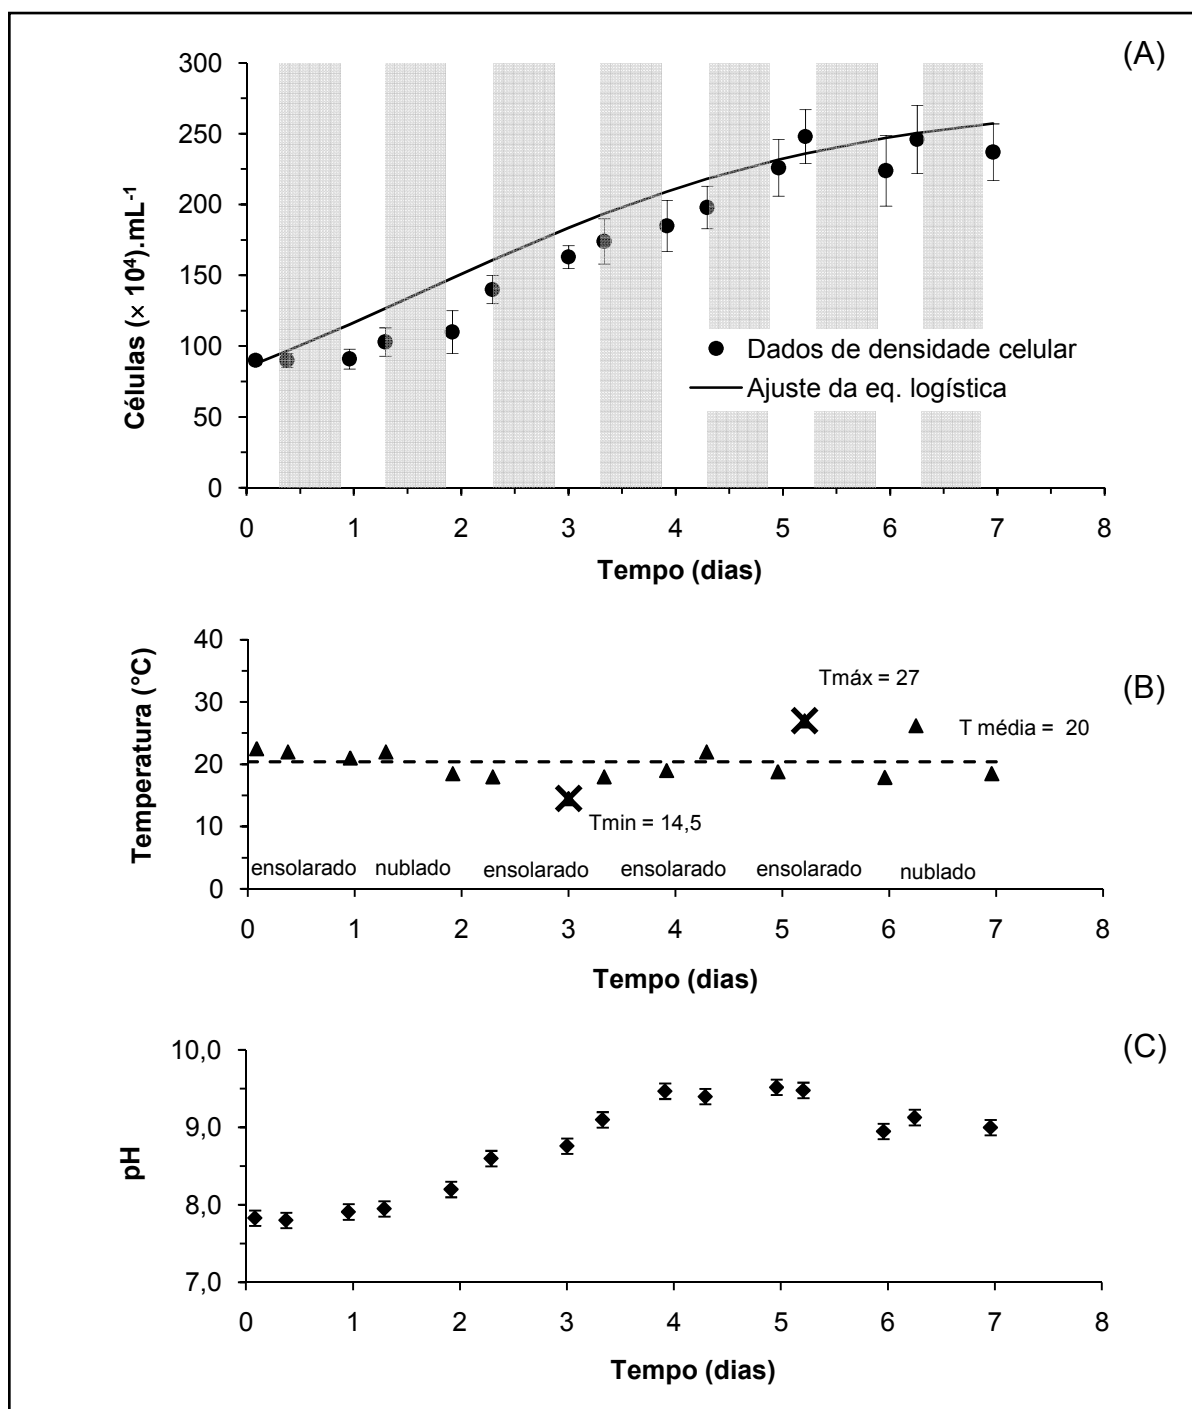 (A)
300
250
200
150
100
50
0
Células (× 10⁴).mL⁻¹
Dados de densidade celular
Ajuste da eq. logística
0 1 2 3 4 5 6 7 8
Tempo (dias)
(B)
40
30
20
10
0
Temperatura (°C)
Tmáx = 27
T média = 20
Tmin = 14,5
ensolarado nublado ensolarado ensolarado ensolarado nublado
0 1 2 3 4 5 6 7 8
Tempo (dias)
(C)
10,0
9,0
8,0
7,0
pH
0 1 2 3 4 5 6 7 8
Tempo (dias)